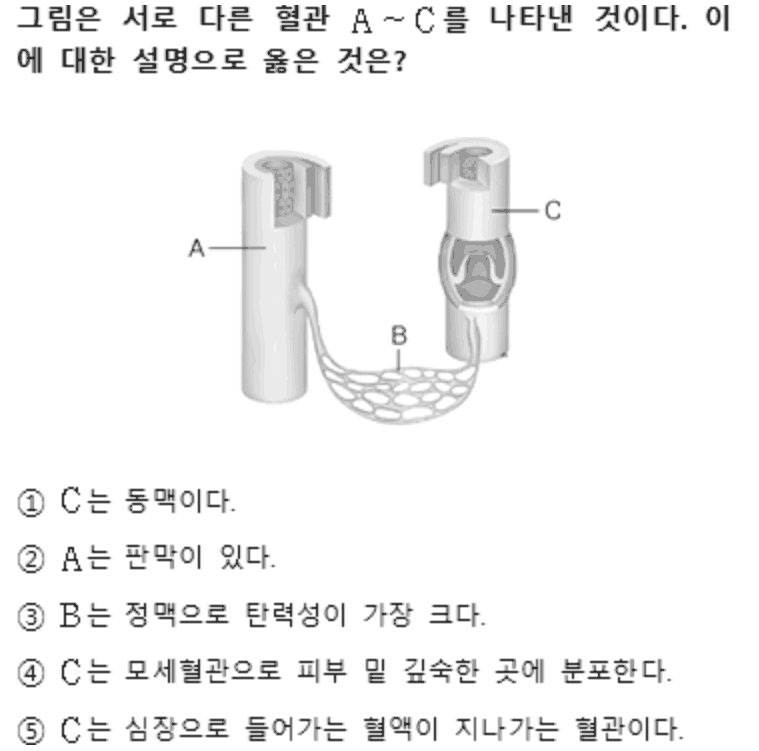 그림은 서로 다른 혈관 A ~ C를 나타낸 것이다. 이
에 대한 설명으로 옳은 것은?
A
C
B
① C는 동맥이다.
② A는 판막이 있다.
③ B는 정맥으로 탄력성이 가장 크다.
④ C는 모세혈관으로 피부 밑 깊숙한 곳에 분포한다.
⑤ C는 심장으로 들어가는 혈액이 지나가는 혈관이다.